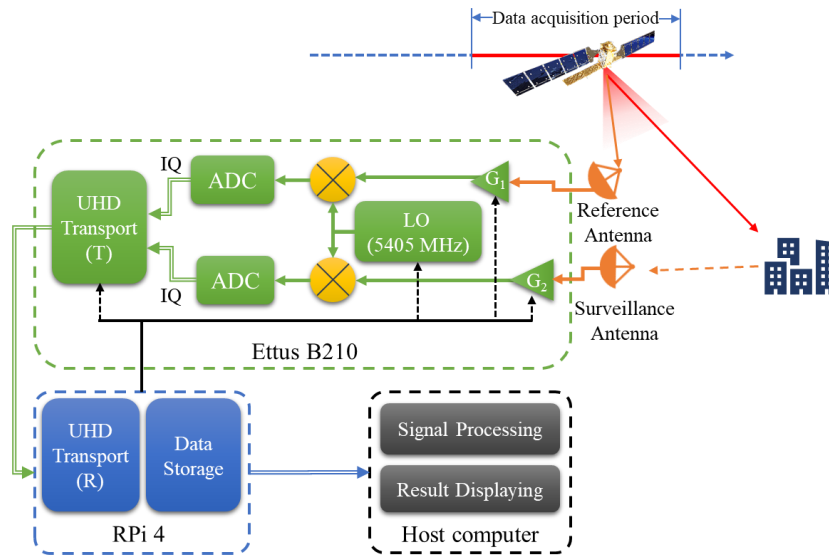 Data acquisition period
IQ
ADC
G1
UHD
Transport
(T)
LO
(5405 MHz)
Reference
Antenna
IQ
ADC
G2
Surveillance
Antenna
Ettus B210
UHD
Transport
(R)
Data
Storage
Signal Processing
Result Displaying
RPi 4
Host computer